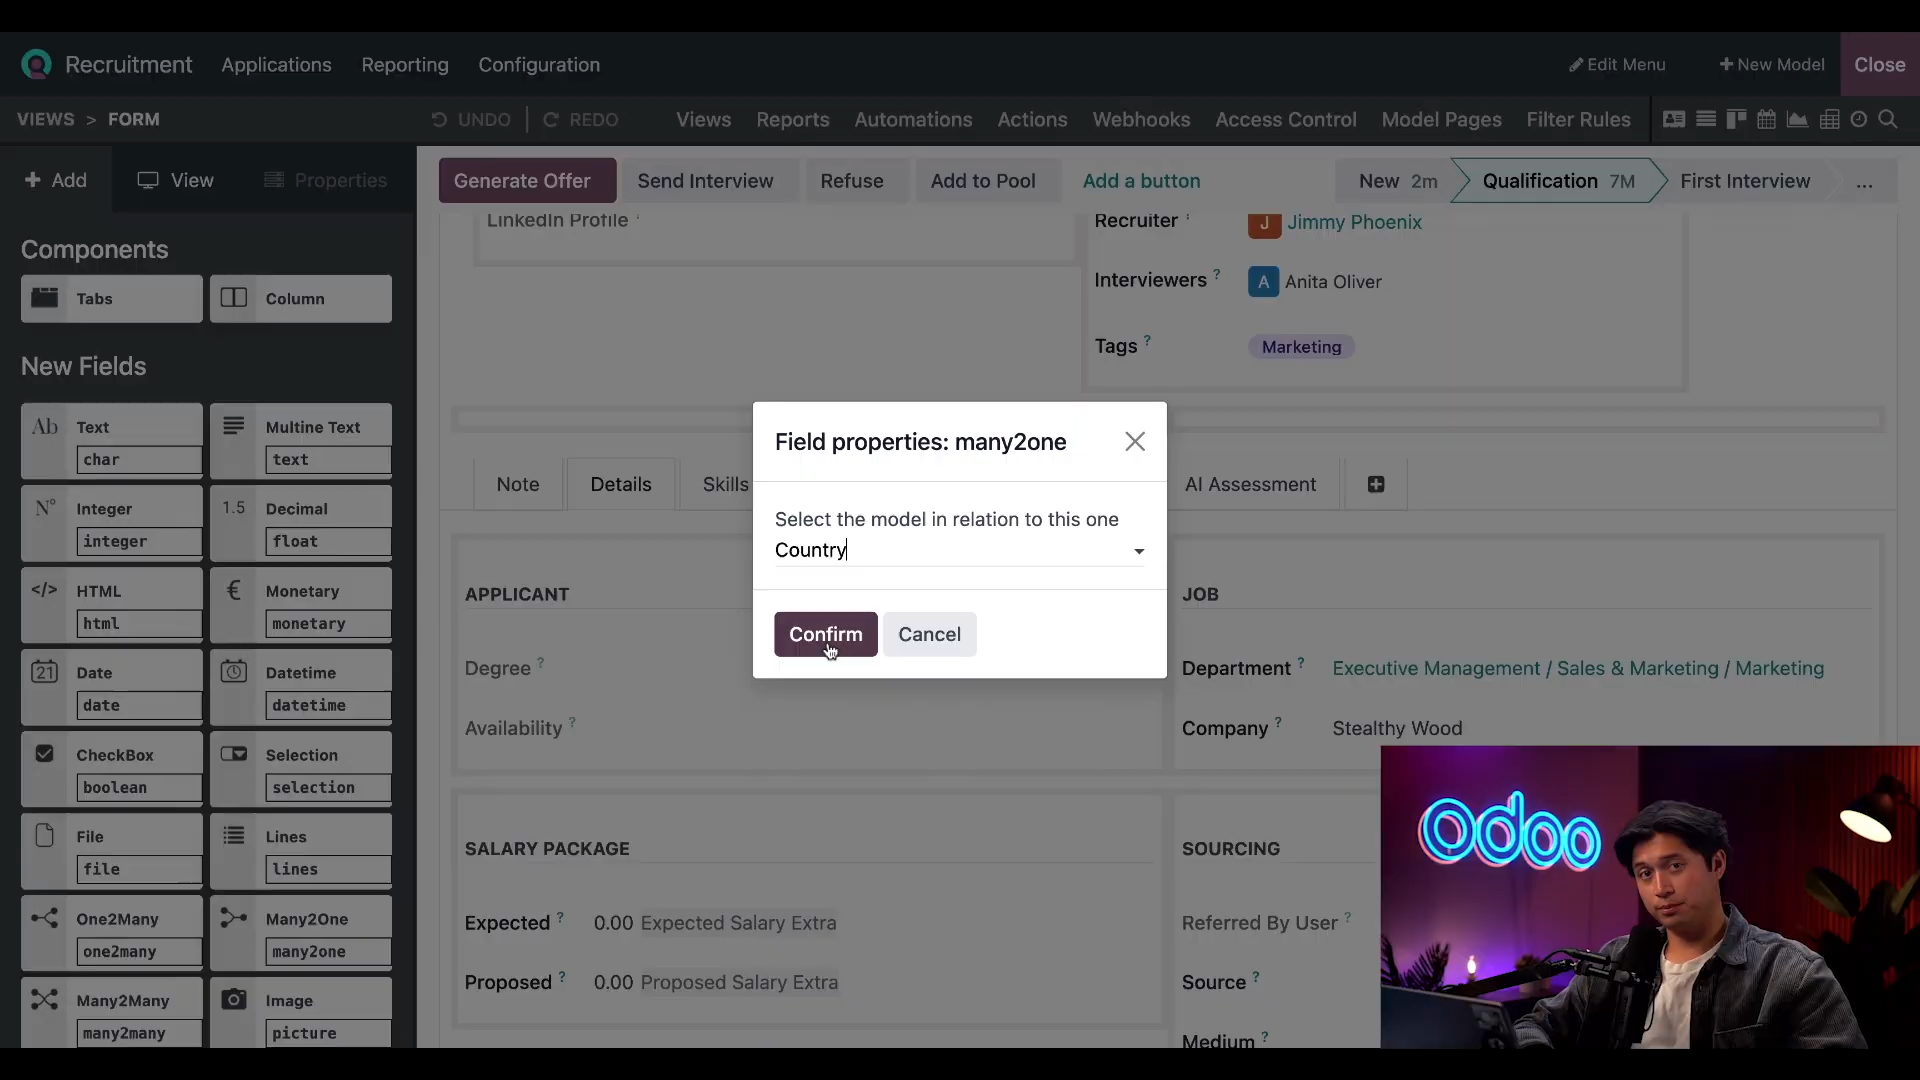 Recruitment Applications Reporting Configuration Edit Menu New Model Close
VIEWS > FORM UNDO REDO Views Reports Automations Actions Webhooks Access Control Model Pages Filter Rules
Add View Properties
Generate Offer Send Interview Refuse Add to Pool Add a button New 2m Qualification 7M First Interview ...
Components
Tabs Column
New Fields
Ab Text
char
Multine Text
text
N° Integer
integer
1.5 Decimal
float
</> HTML
html
€ Monetary
monetary
21 Date
date
Datetime
datetime
CheckBox
boolean
Selection
selection
File
file
Lines
lines
One2Many
one2many
Many2One
many2one
Many2Many
many2many
Image
picture
LinkedIn Profile ?
Recruiter ? J Jimmy Phoenix
Interviewers ? A Anita Oliver
Tags ? Marketing
Note Details Skills AI Assessment
Field properties: many2one
Select the model in relation to this one
Country
Confirm Cancel
APPLICANT
Degree ?
Availability ?
JOB
Department ? Executive Management / Sales & Marketing / Marketing
Company ? Stealthy Wood
SALARY PACKAGE
Expected ? 0.00 Expected Salary Extra
Proposed ? 0.00 Proposed Salary Extra
SOURCING
Referred By User ?
Source ?
Medium ?
odoo